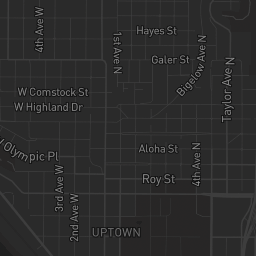 4th Ave W
1st Ave N
Hayes St
Galer St
Bigelow Ave N
Taylor Ave N
W Comstock St
W Highland Dr
Olympic Pl
Aloha St
4th Ave N
3rd Ave W
2nd Ave W
Roy St
UPTOWN